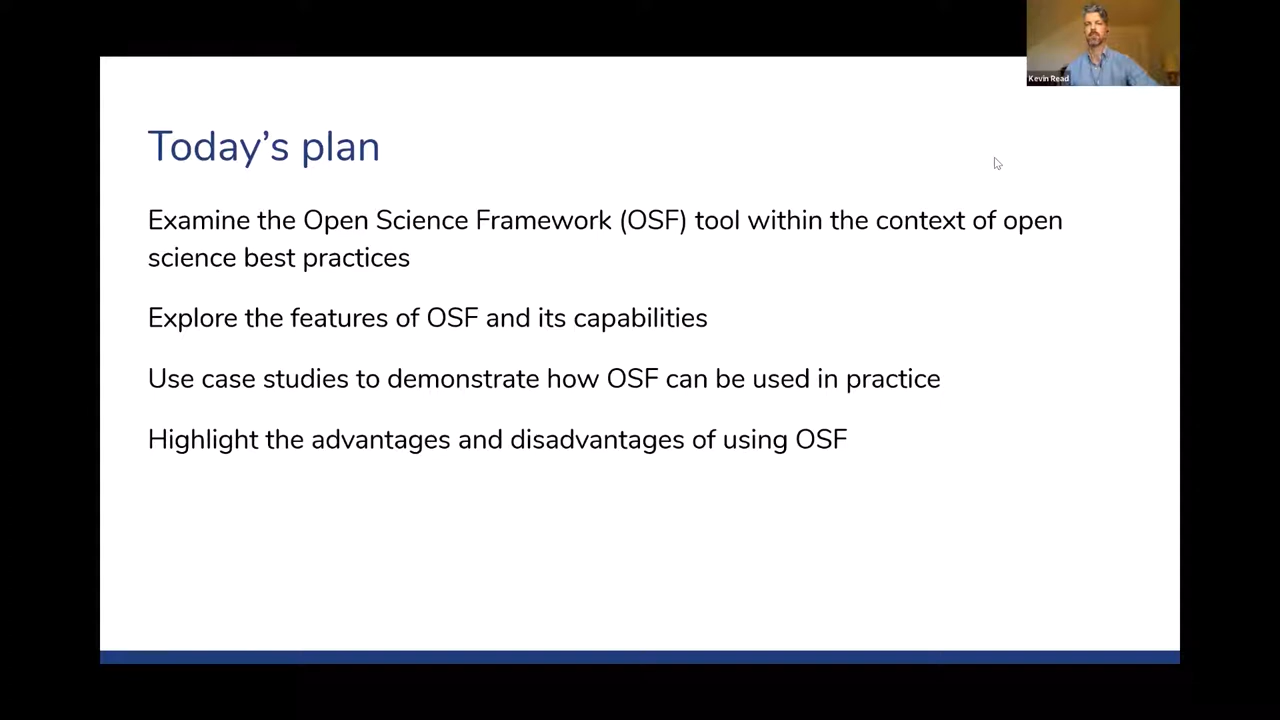 Kevin Read
Today’s plan
Examine the Open Science Framework (OSF) tool within the context of open
science best practices
Explore the features of OSF and its capabilities
Use case studies to demonstrate how OSF can be used in practice
Highlight the advantages and disadvantages of using OSF